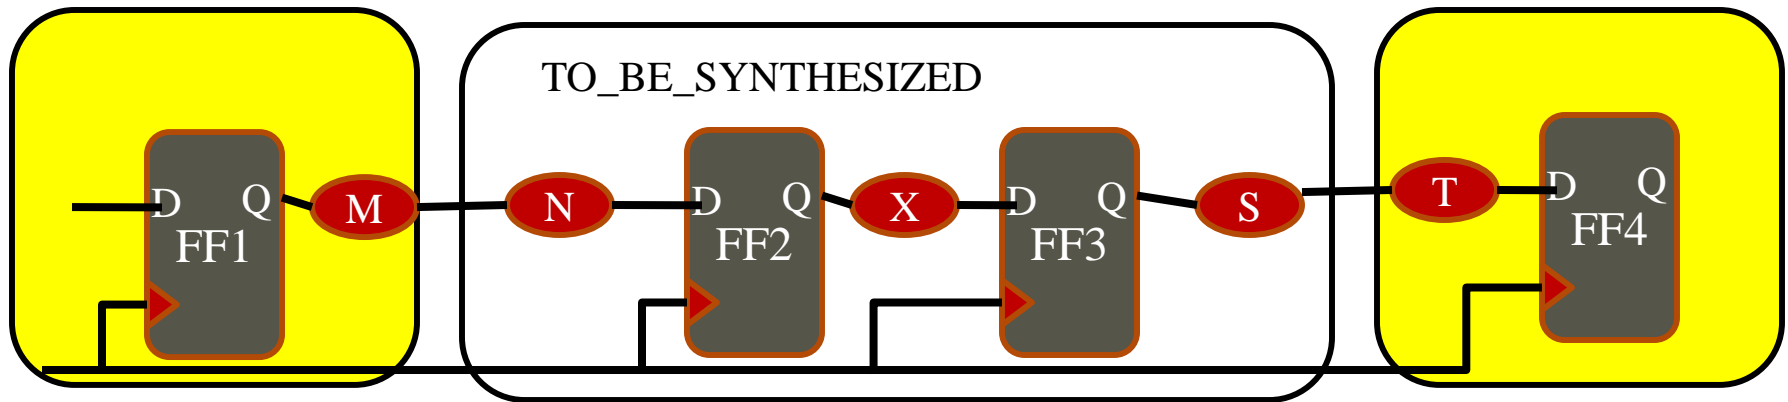 TO_BE_SYNTHESIZED
D Q
FF1
M
N
D Q
FF2
X
D Q
FF3
S
T
D Q
FF4